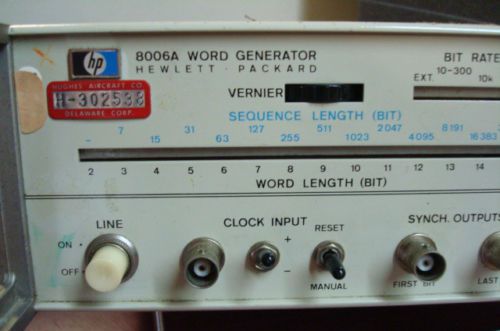 hp
8006A WORD GENERATOR
HEWLETT · PACKARD
BIT RATE
10-300
EXT. 10k
HUGHES AIRCRAFT CO
H-302538
DELAWARE CORP.
VERNIER
SEQUENCE LENGTH (BIT)
– 7 15 31 63 127 255 511 1023 2047 4095 8191 16383
2 3 4 5 6 7 8 9 10 11 12 13 14
WORD LENGTH (BIT)
LINE
ON
OFF
CLOCK INPUT
+
–
RESET
MANUAL
SYNCH. OUTPUTS
FIRST BIT
LAST